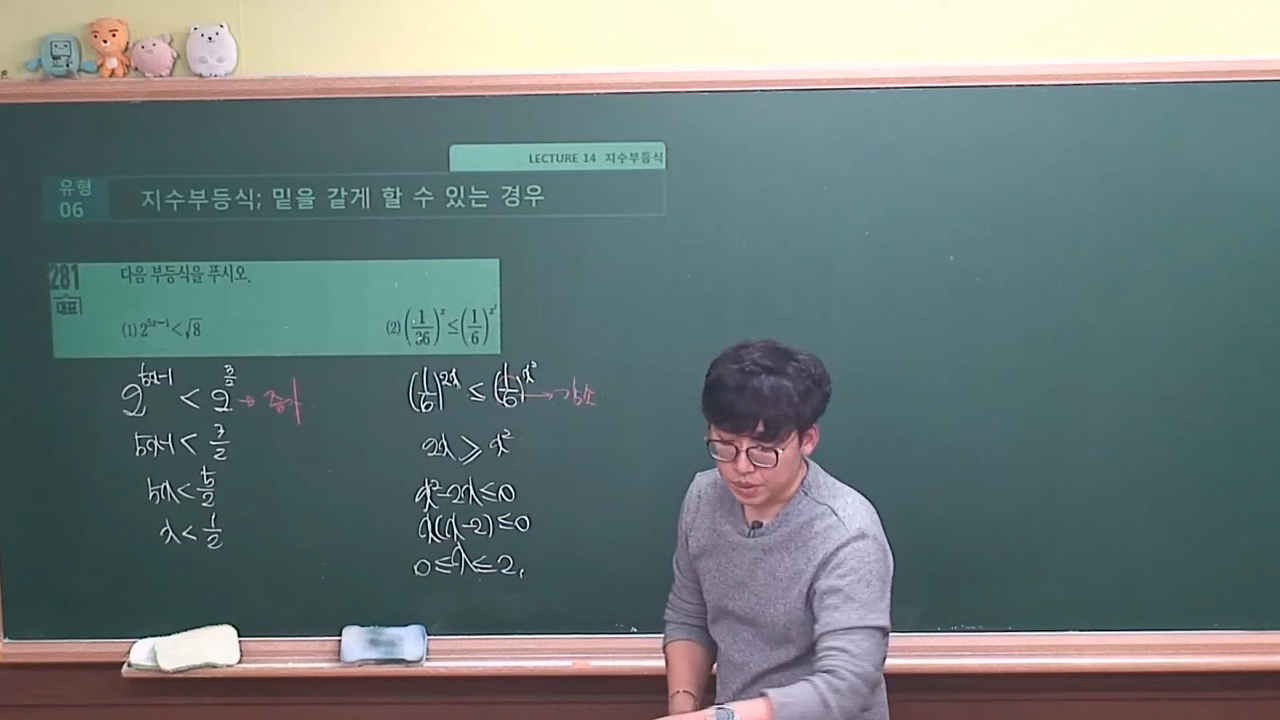 LECTURE 14 지수부등식
유형 06
지수부등식; 밑을 같게 할 수 있는 경우
281 다음 부등식을 푸시오.
대표
(1) 2^{5x-1} < √8
(2) (1/36)^x ≤ (1/6)^{x²}
2^{5x-1} < 2^{3/2} → 증가
5x-1 < 3/2
5x < 5/2
x < 1/2
(1/6)^{2x} ≤ (1/6)^{x²} → 감소
2x ≥ x²
x²-2x ≤ 0
x(x-2) ≤ 0
0 ≤ x ≤ 2.